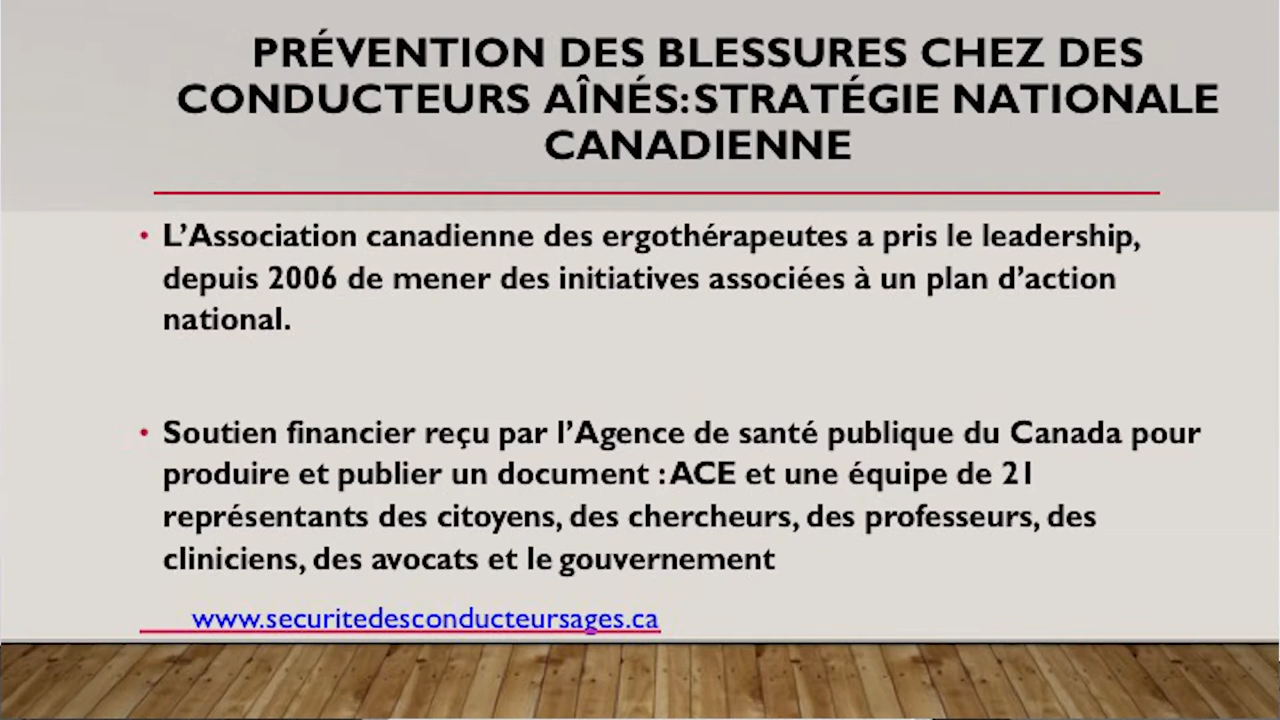 PRÉVENTION DES BLESSURES CHEZ DES
CONDUCTEURS AÎNÉS:STRATÉGIE NATIONALE
CANADIENNE
• L’Association canadienne des ergothérapeutes a pris le leadership,
depuis 2006 de mener des initiatives associées à un plan d’action
national.
• Soutien financier reçu par l’Agence de santé publique du Canada pour
produire et publier un document : ACE et une équipe de 21
représentants des citoyens, des chercheurs, des professeurs, des
cliniciens, des avocats et le gouvernement
www.securitedesconducteursages.ca